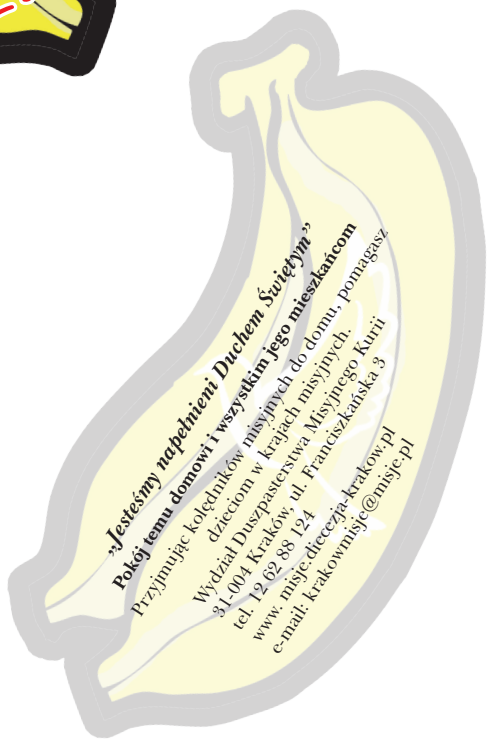 „Jesteśmy napełnieni Duchem Świętym”
Pokój temu domowi i wszystkim jego mieszkańcom
Przyjmując kolędników misyjnych do domu, pomagasz
dzieciom w krajach misyjnych.
Wydział Duszpasterstwa Misyjnego Kurii
31-004 Kraków, ul. Franciszkańska 3
tel. 12 62 88 124
www. misje.diecezja-krakow.pl
e-mail: krakowmisje@misje.pl